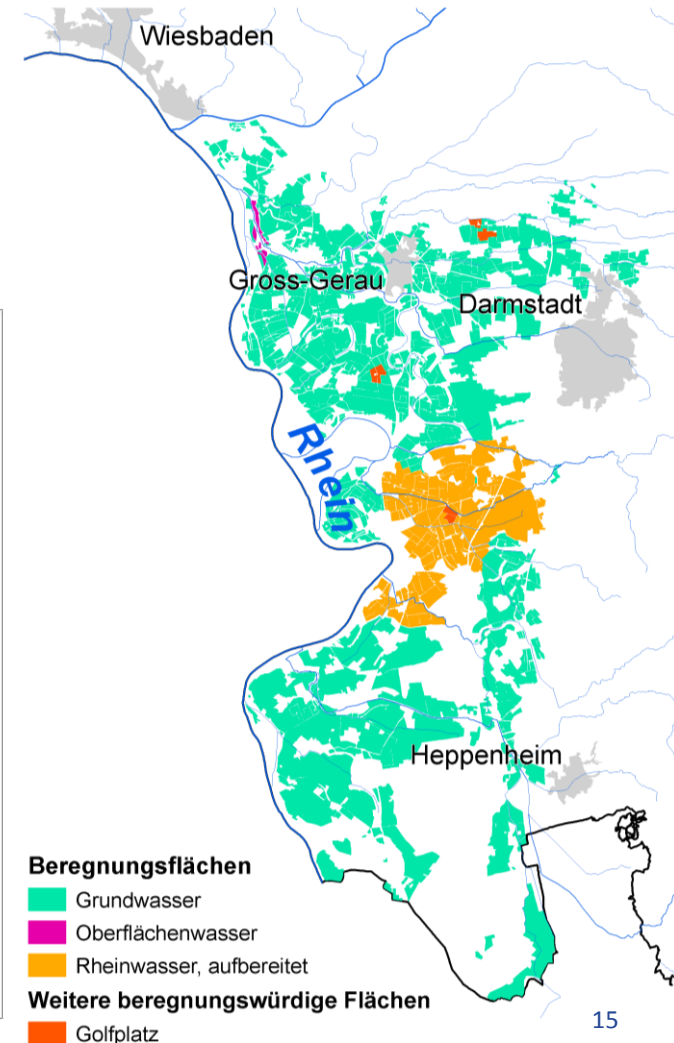 Wiesbaden
Gross-Gerau
Darmstadt
Rhein
Heppenheim
Beregnungsflächen
Grundwasser
Oberflächenwasser
Rheinwasser, aufbereitet
Weitere beregnungswürdige Flächen
Golfplatz
15